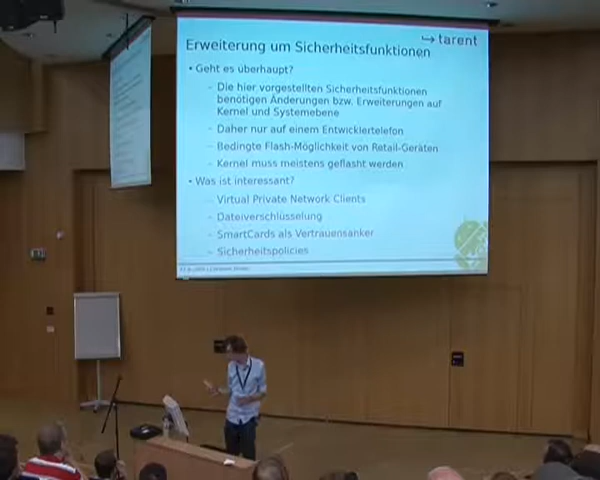 tarent
Erweiterung um Sicherheitsfunktionen
• Geht es überhaupt?
– Die hier vorgestellten Sicherheitsfunktionen
benötigen Änderungen bzw. Erweiterungen auf
Kernel und Systemebene
– Daher nur auf einem Entwicklertelefon
– Bedingte Flash-Möglichkeit von Retail-Geräten
– Kernel muss meistens geflasht werden
• Was ist interessant?
– Virtual Private Network Clients
– Dateiverschlüsselung
– SmartCards als Vertrauensanker
– Sicherheitspolicies